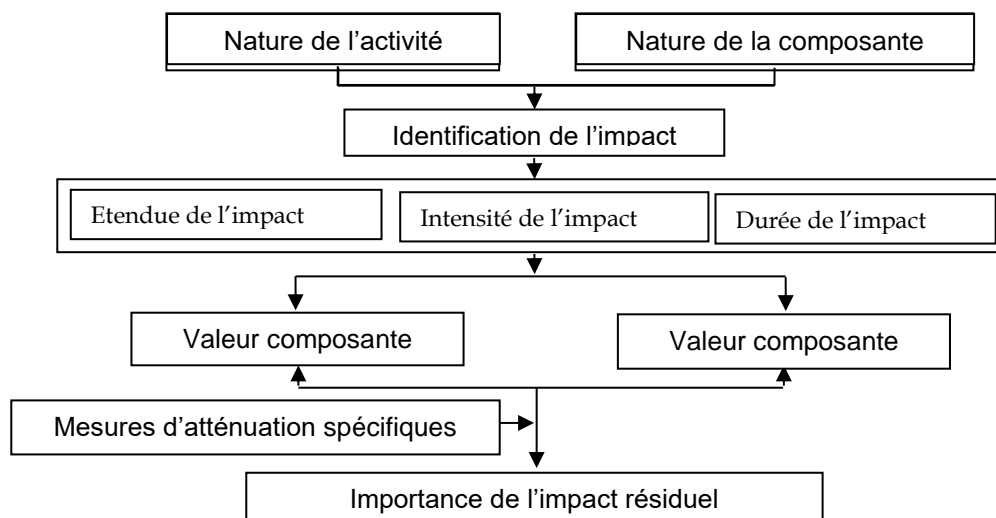 Nature de l’activité
Nature de la composante
Identification de l’impact
Etendue de l’impact
Intensité de l’impact
Durée de l’impact
Valeur composante
Valeur composante
Mesures d’atténuation spécifiques
Importance de l’impact résiduel